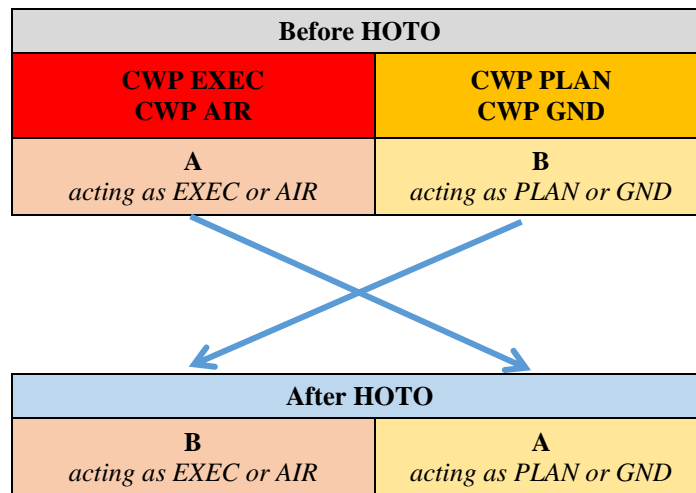 Before HOTO
CWP EXEC
CWP AIR
CWP PLAN
CWP GND
A
acting as EXEC or AIR
B
acting as PLAN or GND
After HOTO
B
acting as EXEC or AIR
A
acting as PLAN or GND